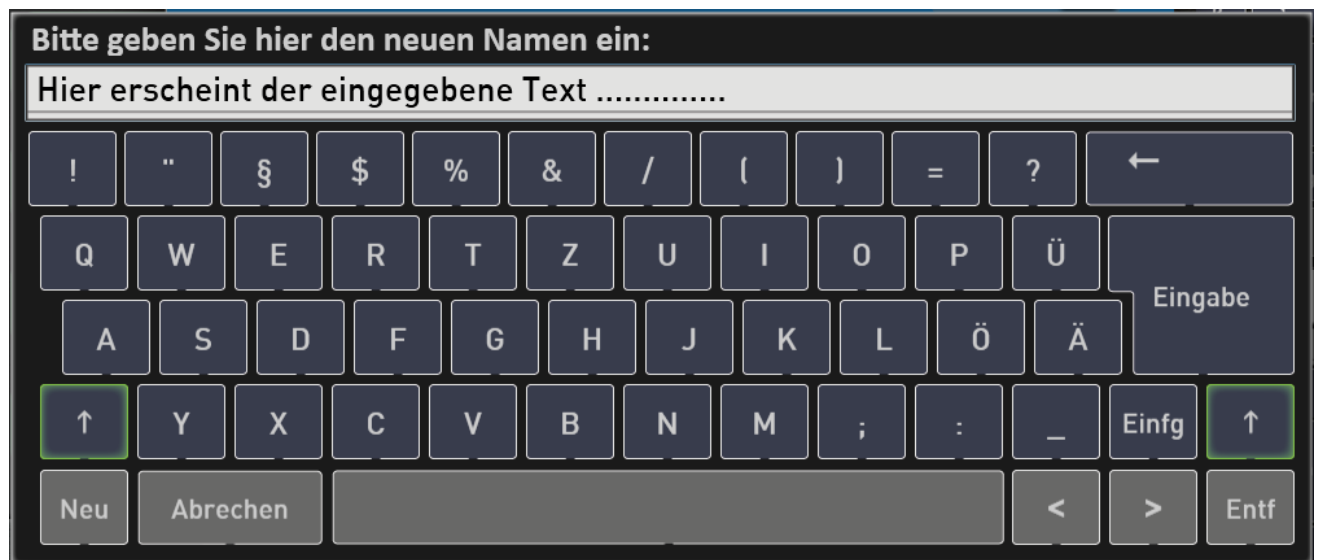 Bitte geben Sie hier den neuen Namen ein:
Hier erscheint der eingegebene Text ..............
! " § $ % & / ( ) = ? ←
Q W E R T Z U I O P Ü
Eingabe
A S D F G H J K L Ö Ä
↑ Y X C V B N M ; : _ Einfg ↑
Neu Abrechen < > Entf